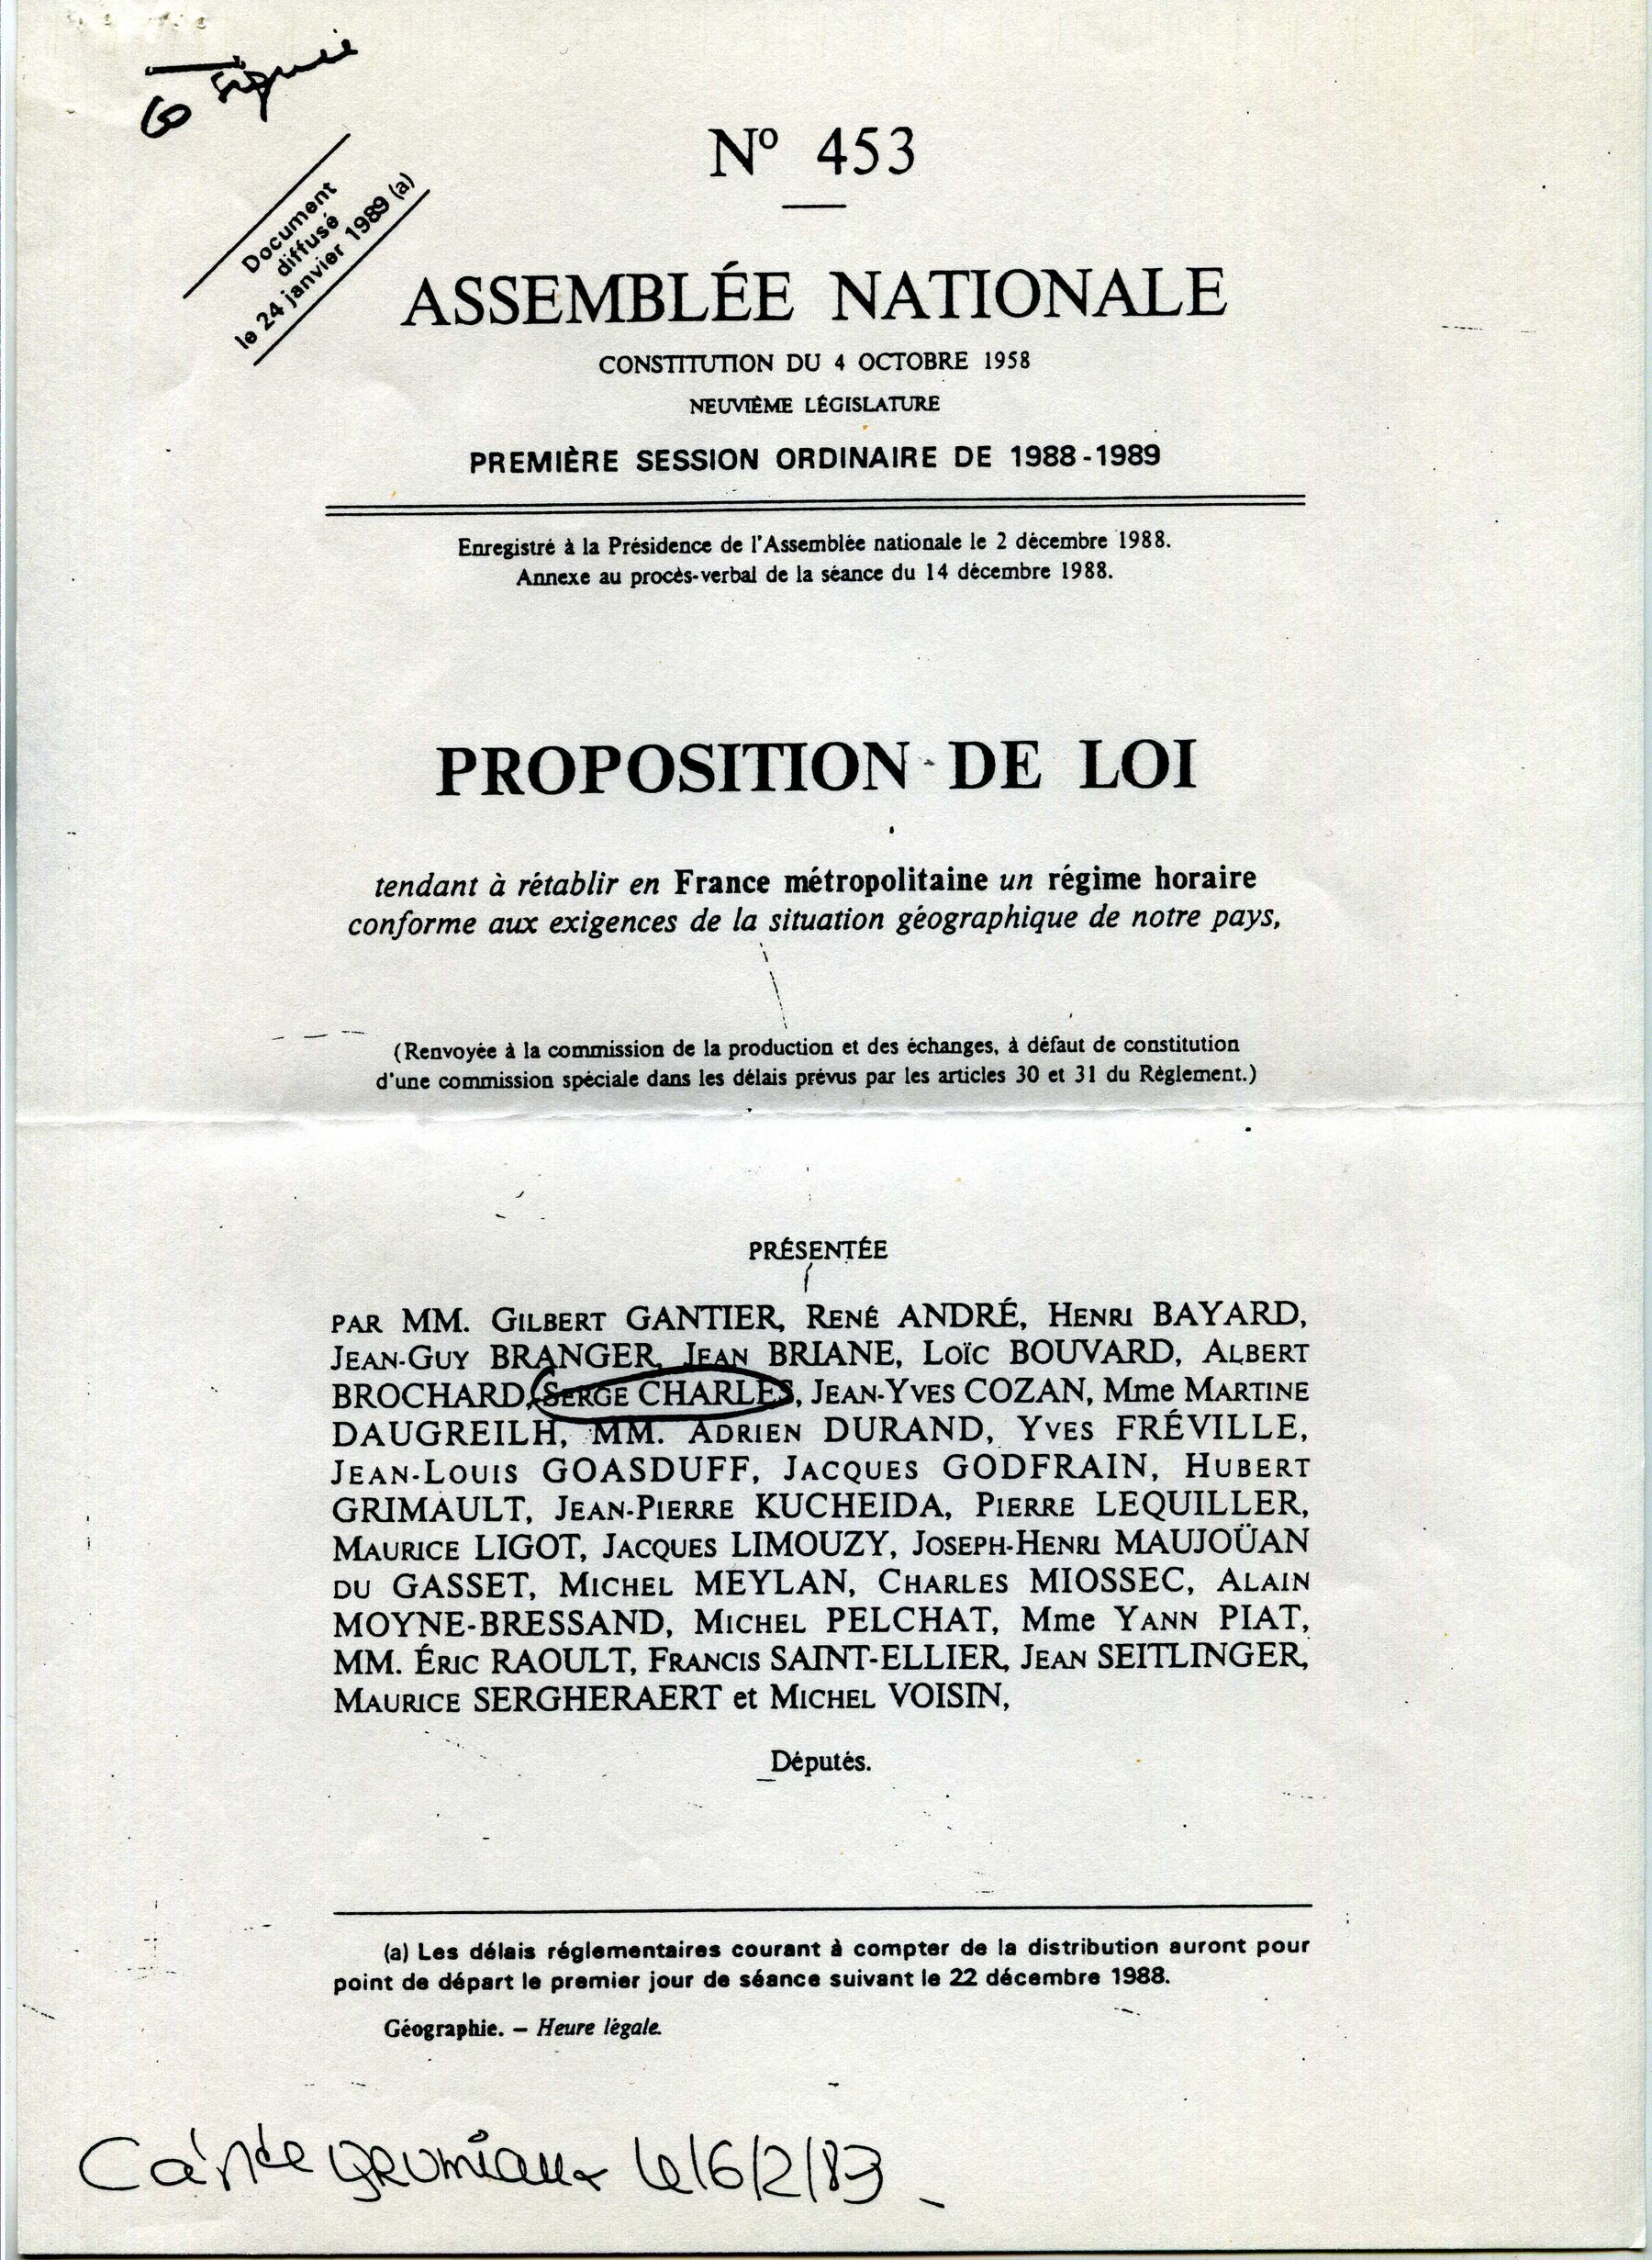 Nº 453
Document
diffusé
le 24 janvier 1989 (a)
ASSEMBLÉE NATIONALE
CONSTITUTION DU 4 OCTOBRE 1958
NEUVIÈME LÉGISLATURE
PREMIÈRE SESSION ORDINAIRE DE 1988-1989
Enregistré à la Présidence de l'Assemblée nationale le 2 décembre 1988.
Annexe au procès-verbal de la séance du 14 décembre 1988.
PROPOSITION DE LOI
tendant à rétablir en France métropolitaine un régime horaire
conforme aux exigences de la situation géographique de notre pays,
(Renvoyée à la commission de la production et des échanges, à défaut de constitution
d'une commission spéciale dans les délais prévus par les articles 30 et 31 du Règlement.)
PRÉSENTÉE
PAR MM. GILBERT GANTIER, RENÉ ANDRÉ, HENRI BAYARD,
JEAN-GUY BRANGER, JEAN BRIANE, LOÏC BOUVARD, ALBERT
BROCHARD, SERGE CHARLES, JEAN-YVES COZAN, Mme MARTINE
DAUGREILH, MM. ADRIEN DURAND, YVES FRÉVILLE,
JEAN-LOUIS GOASDUFF, JACQUES GODFRAIN, HUBERT
GRIMAULT, JEAN-PIERRE KUCHEIDA, PIERRE LEQUILLER,
MAURICE LIGOT, JACQUES LIMOUZY, JOSEPH-HENRI MAUJOÜAN
DU GASSET, MICHEL MEYLAN, CHARLES MIOSSEC, ALAIN
MOYNE-BRESSAND, MICHEL PELCHAT, Mme YANN PIAT,
MM. ÉRIC RAOULT, FRANCIS SAINT-ELLIER, JEAN SEITLINGER,
MAURICE SERGHERAERT et MICHEL VOISIN,
Députés.
(a) Les délais réglementaires courant à compter de la distribution auront pour
point de départ le premier jour de séance suivant le 22 décembre 1988.
Géographie. – Heure légale.